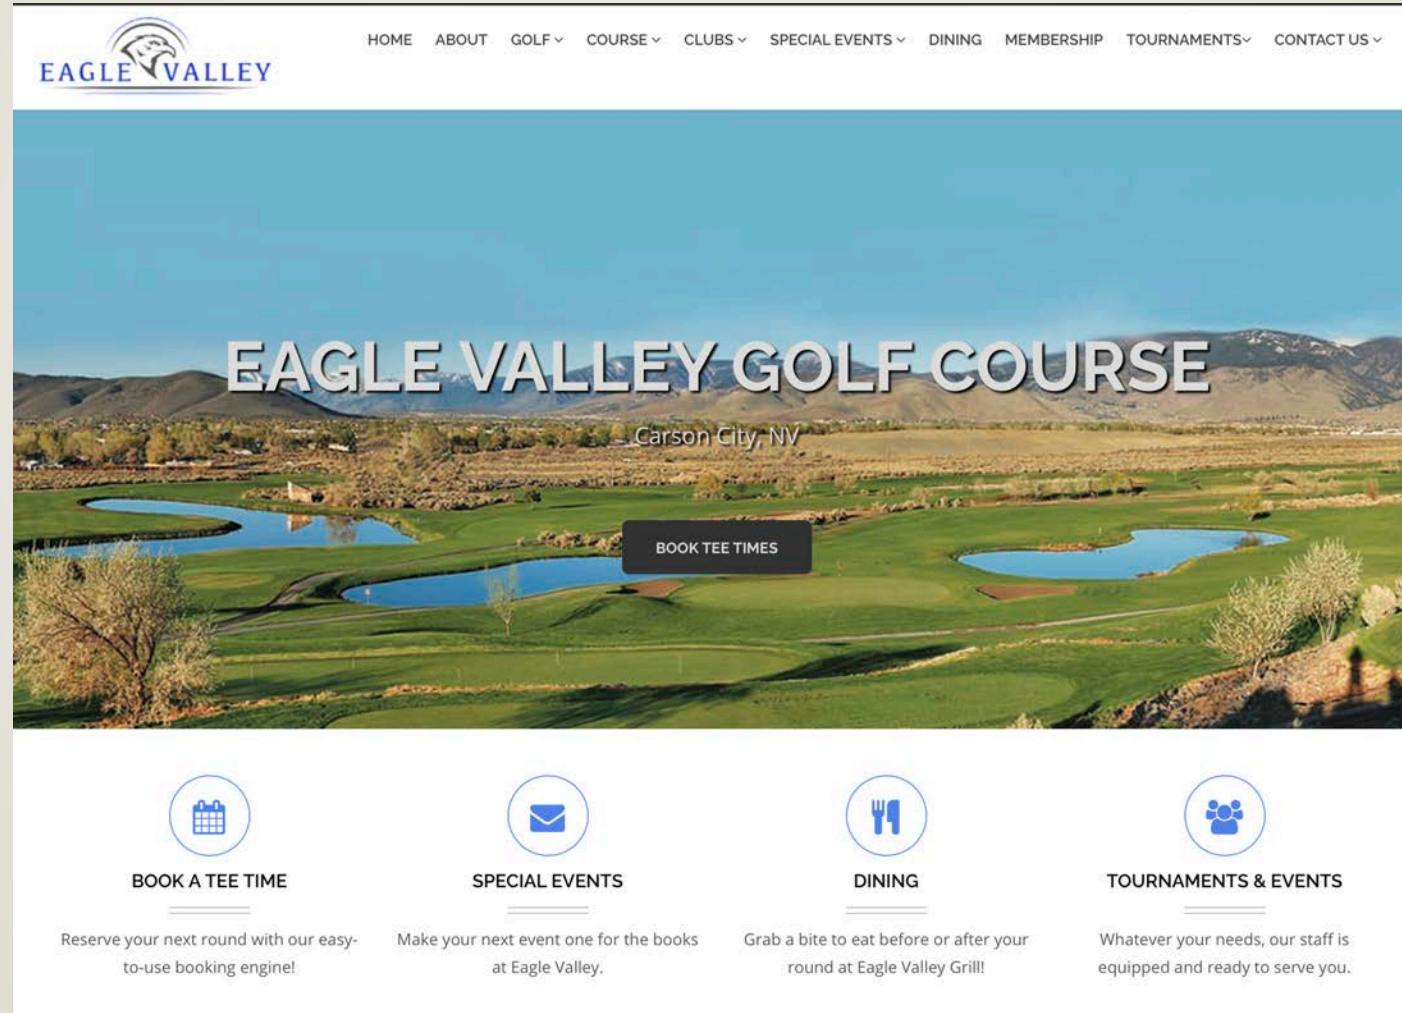 EAGLE VALLEY
HOME ABOUT GOLF COURSE CLUBS SPECIAL EVENTS DINING MEMBERSHIP TOURNAMENTS CONTACT US
EAGLE VALLEY GOLF COURSE
Carson City, NV
BOOK TEE TIMES
BOOK A TEE TIME
Reserve your next round with our easy-
to-use booking engine!
SPECIAL EVENTS
Make your next event one for the books
at Eagle Valley.
DINING
Grab a bite to eat before or after your
round at Eagle Valley Grill!
TOURNAMENTS & EVENTS
Whatever your needs, our staff is
equipped and ready to serve you.